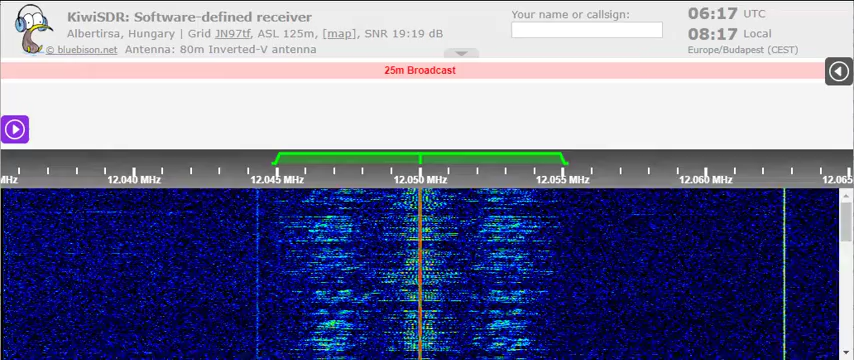 KiwiSDR: Software-defined receiver
Albertirsa, Hungary | Grid JN97tf, ASL 125m, [map], SNR 19:19 dB
© bluebison.net Antenna: 80m Inverted-V antenna
Your name or callsign:
06:17 UTC
08:17 Local
Europe/Budapest (CEST)
25m Broadcast
MHz 12.040 MHz 12.045 MHz 12.050 MHz 12.055 MHz 12.060 MHz 12.065